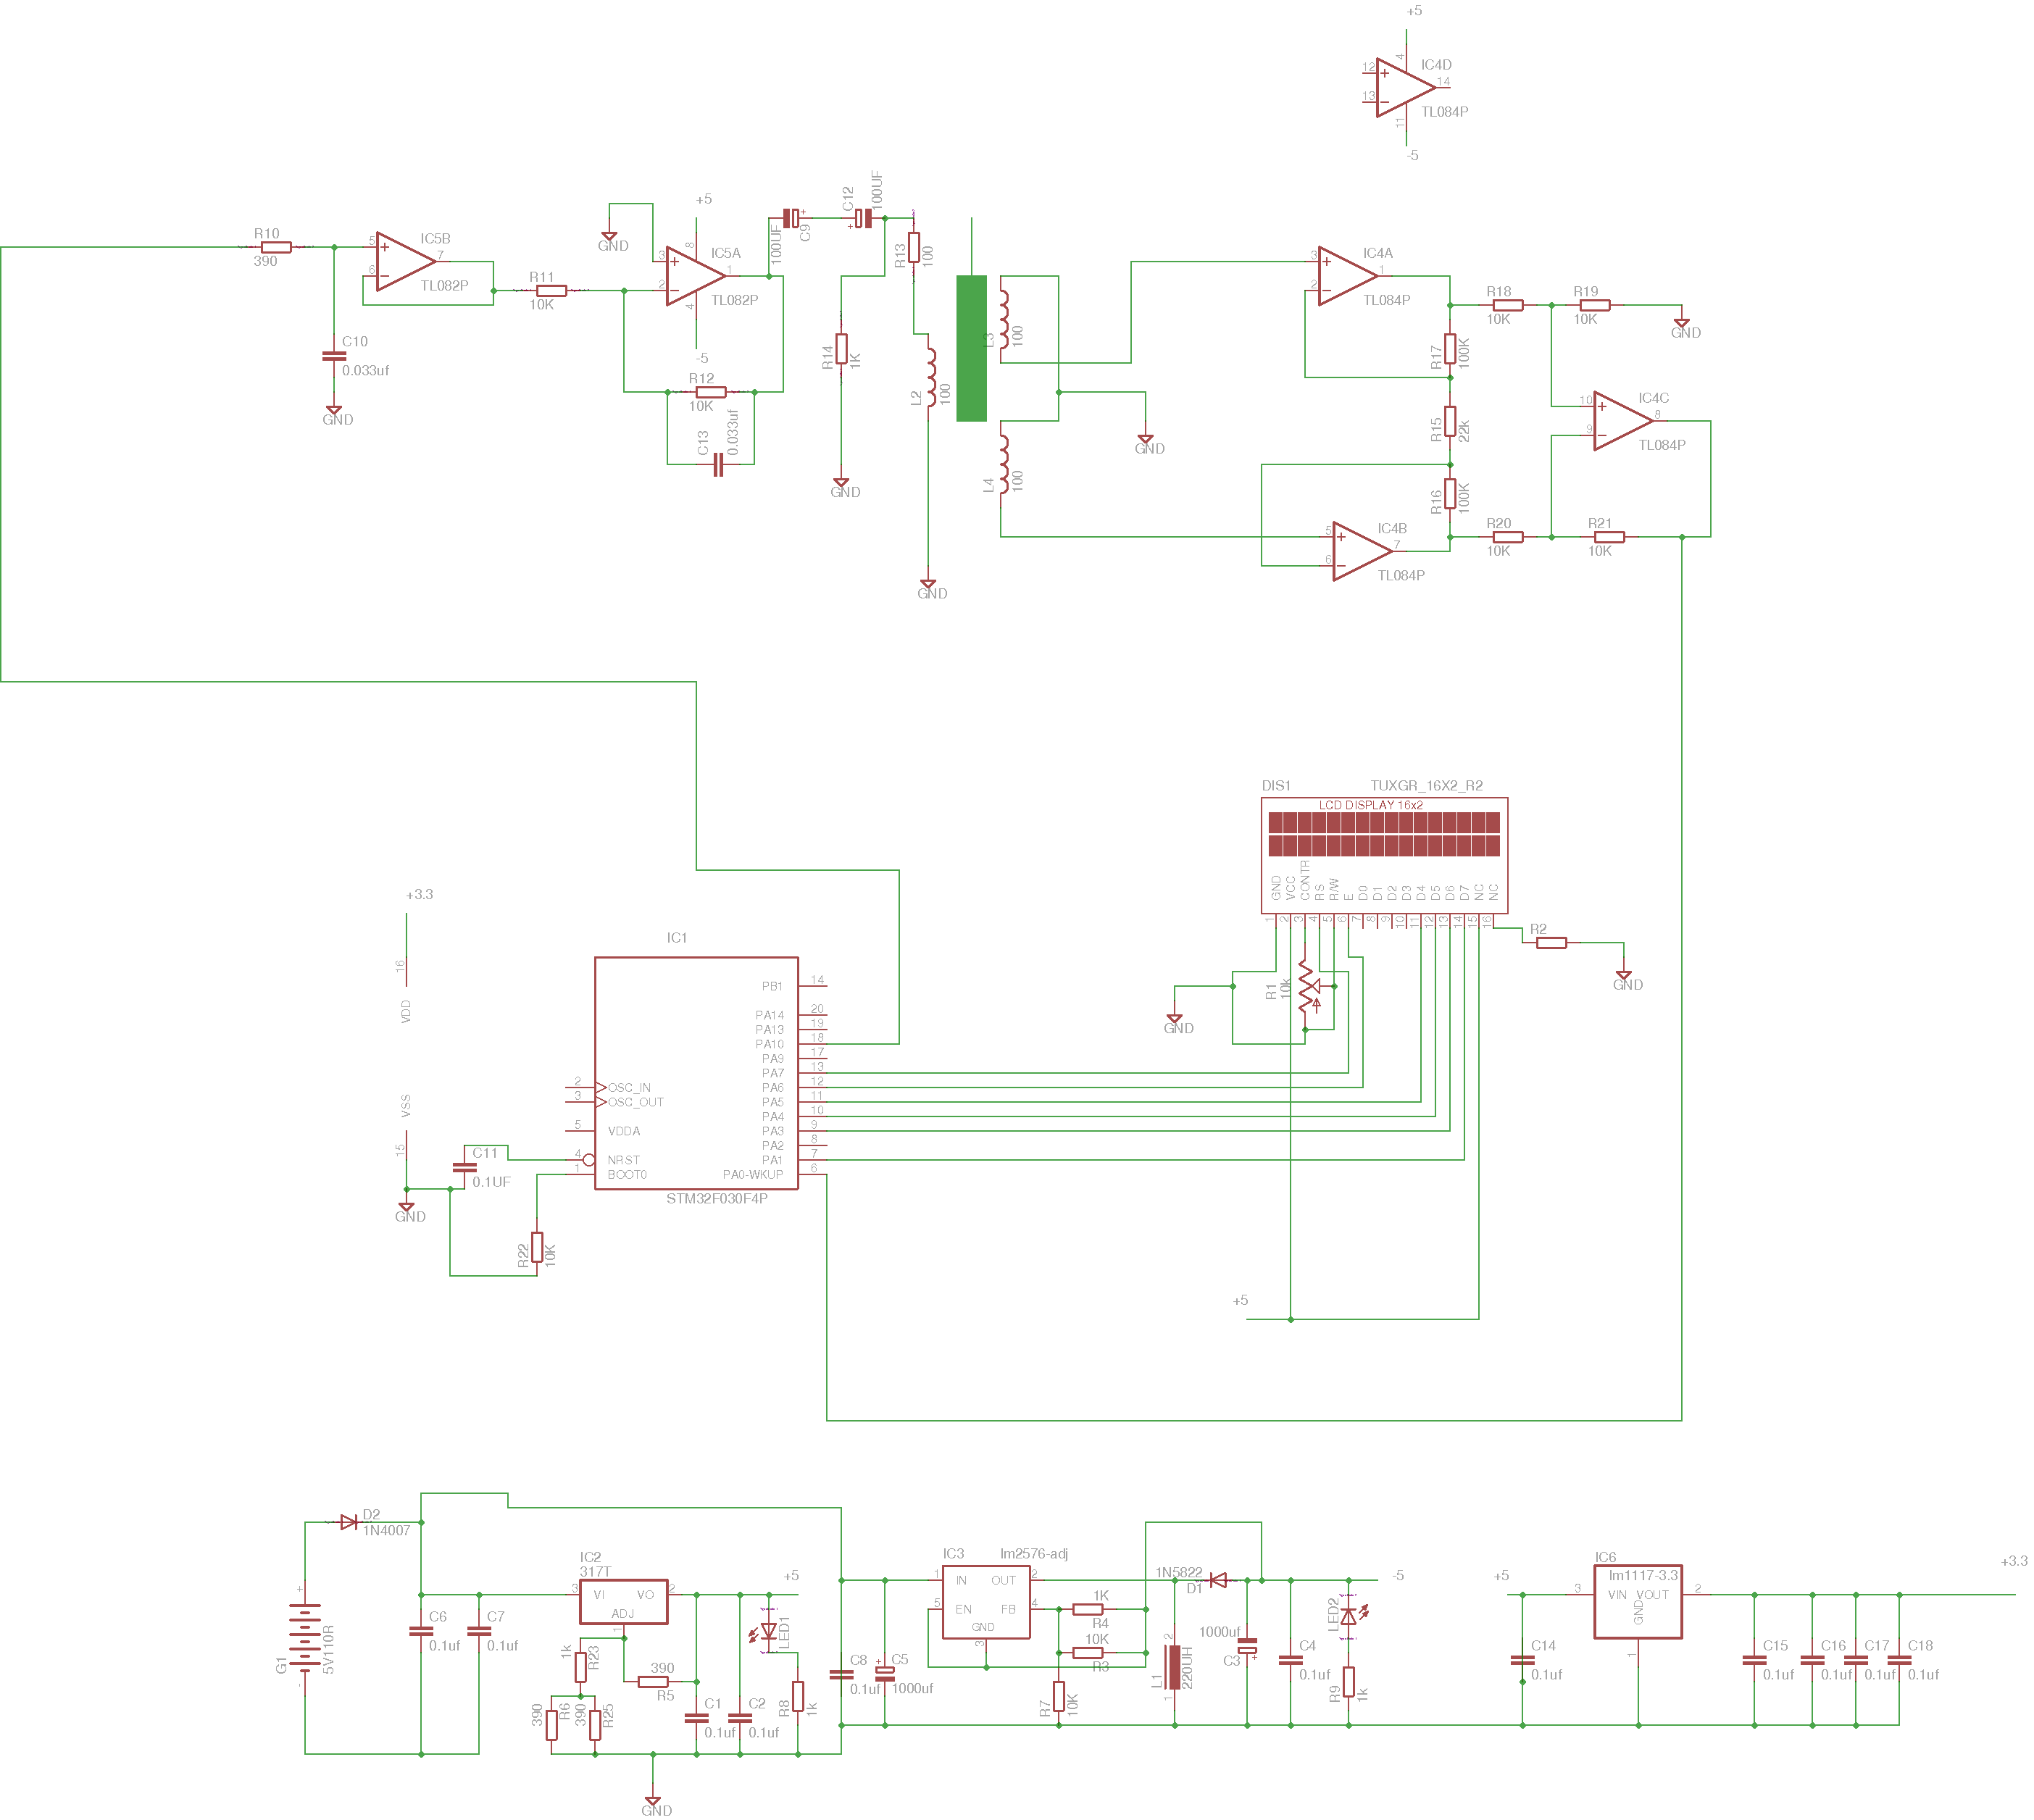 +5
4
12
IC4D
14
13
TL084P
11
-5
100UF
C12
+5
GND
C9
100UF
R10
390
5
IC5B
7
6
TL082P
8
3
IC5A
1
2
TL082P
4
-5
R11
10K
R13
100
C10
0.033uf
GND
R12
10K
C13
0.033uf
R14
1K
GND
L2
100
GND
L3
100
L4
100
GND
3
IC4A
1
2
TL084P
R18
10K
R19
10K
GND
R17
100K
R15
22k
R16
100K
10
IC4C
8
9
TL084P
5
IC4B
7
6
TL084P
R20
10K
R21
10K
DIS1
TUXGR_16X2_R2
LCD DISPLAY 16x2
GND
VCC
CONTR
RS
R/W
E
D0
D1
D2
D3
D4
D5
D6
D7
NC
NC
1
2
3
4
5
6
7
8
9
10
11
12
13
14
15
16
R2
GND
R1
10k
GND
+5
+3.3
16
VDD
VSS
15
GND
IC1
PB1 14
PA14 20
PA13 19
PA10 18
PA9 17
PA7 13
2 OSC_IN PA6 12
3 OSC_OUT PA5 11
PA4 10
5 VDDA PA3 9
PA2 8
4 NRST PA1 7
1 BOOT0 PA0-WKUP 6
STM32F030F4P
C11
0.1UF
R22
10K
D2
1N4007
G1
5V110R
+
-
C6
0.1uf
C7
0.1uf
IC2
317T
3
VI VO
2
ADJ
1
+5
1k
R23
390
R5
390
R6
390
R25
C1
0.1uf
C2
0.1uf
LED1
R8
1k
GND
C8
0.1uf
C5
1000uf
IC3
lm2576-adj
1 IN OUT 2
5 EN FB 4
GND
3
1K
R4
10K
R3
R7
10K
1N5822
D1
2
L1
220UH
1
1000uf
C3
C4
0.1uf
LED2
R9
1k
-5
+5
IC6
lm1117-3.3
3 VIN VOUT 2
GND
1
C14
0.1uf
+3.3
C15
0.1uf
C16
0.1uf
C17
0.1uf
C18
0.1uf